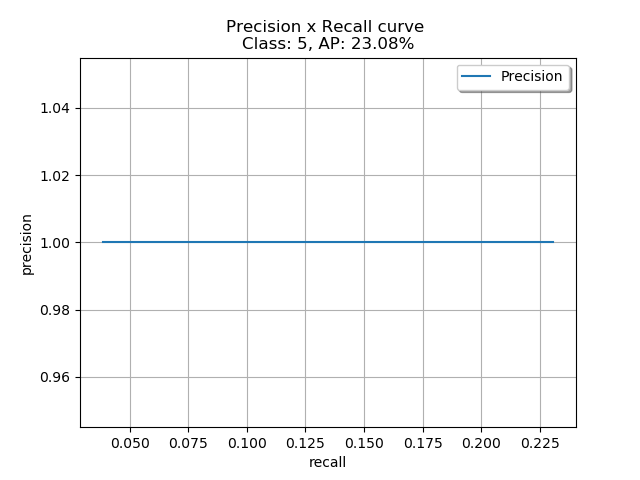 Precision x Recall curve
Class: 5, AP: 23.08%
Precision
1.04
1.02
1.00
0.98
0.96
precision
0.050 0.075 0.100 0.125 0.150 0.175 0.200 0.225
recall